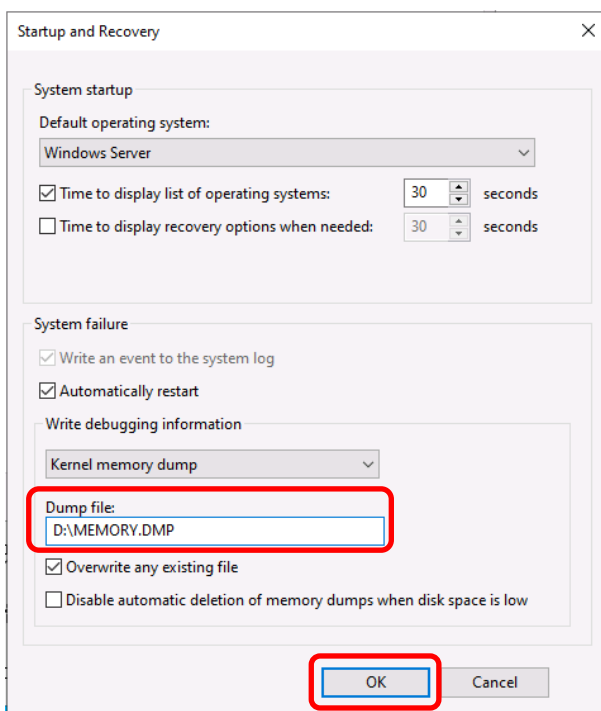 Startup and Recovery
System startup
Default operating system:
Windows Server
Time to display list of operating systems: 30 seconds
Time to display recovery options when needed: 30 seconds
System failure
Write an event to the system log
Automatically restart
Write debugging information
Kernel memory dump
Dump file:
D:\MEMORY.DMP
Overwrite any existing file
Disable automatic deletion of memory dumps when disk space is low
OK Cancel